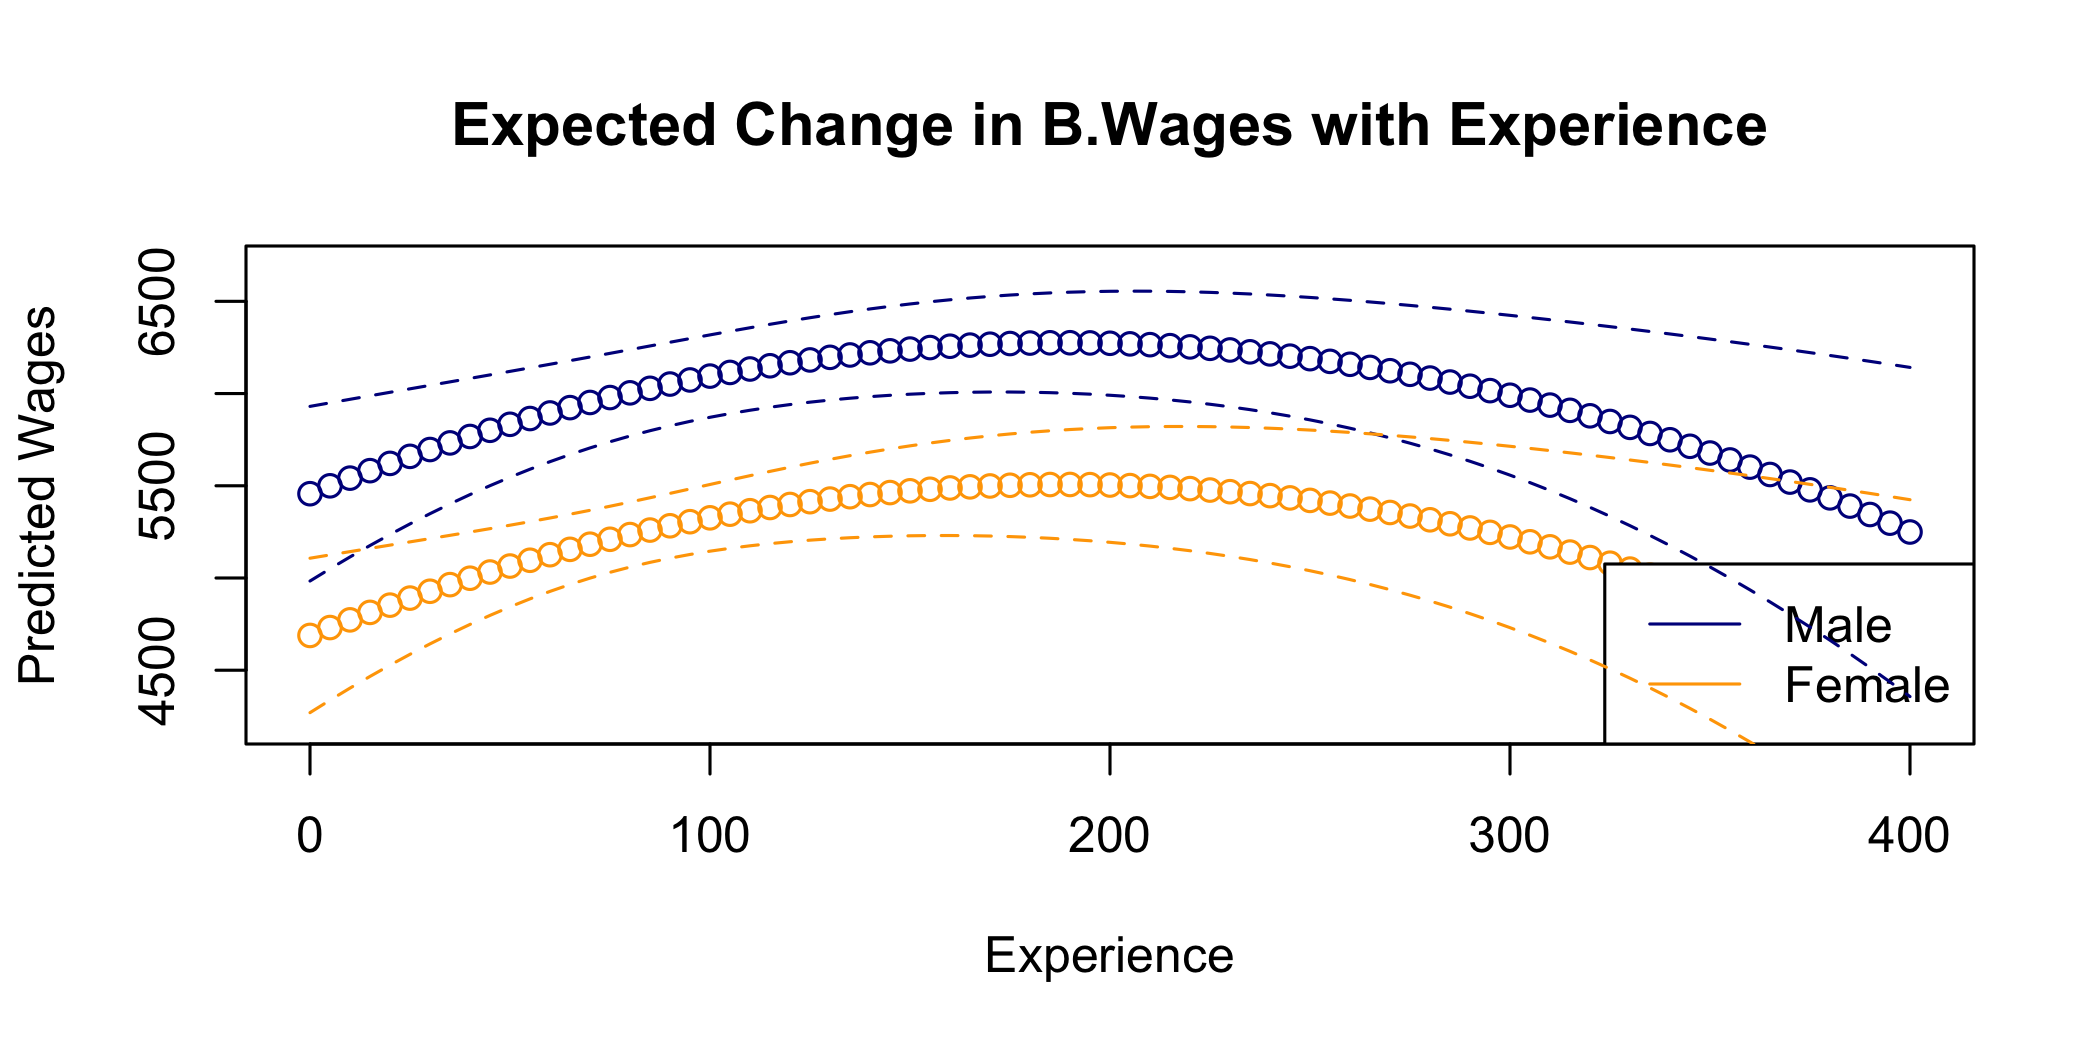 Expected Change in B.Wages with Experience
Predicted Wages
6500
5500
4500
Male
Female
0 100 200 300 400
Experience